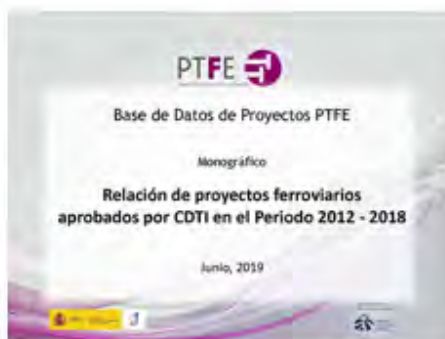 PTFE
Base de Datos de Proyectos PTFE
Monográfico
Relación de proyectos ferroviarios
aprobados por CDTI en el Periodo 2012 - 2018
Junio, 2019